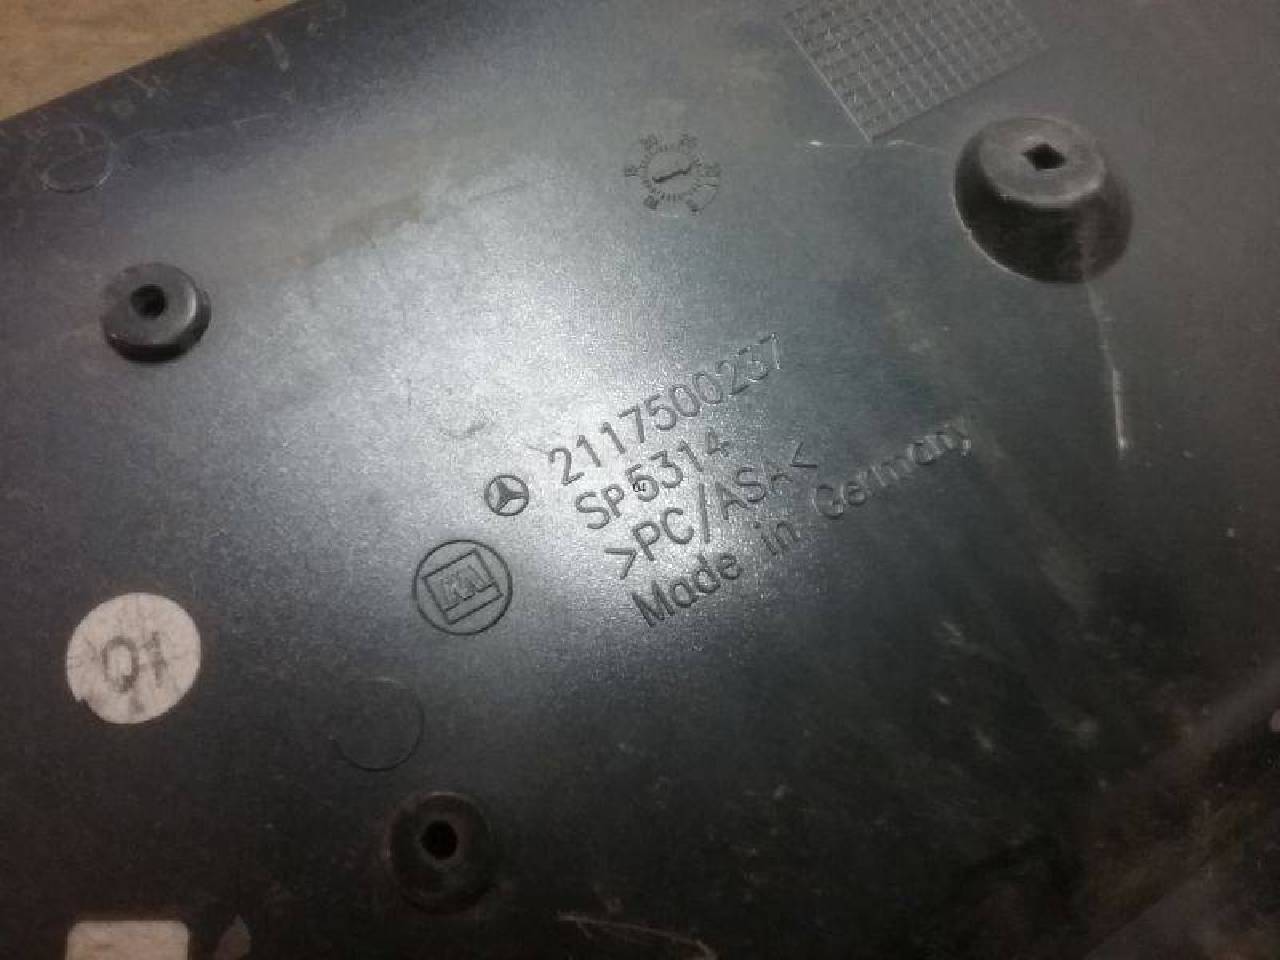 2117500237
SP5314
>PC/ASA<
Made in Germany
01